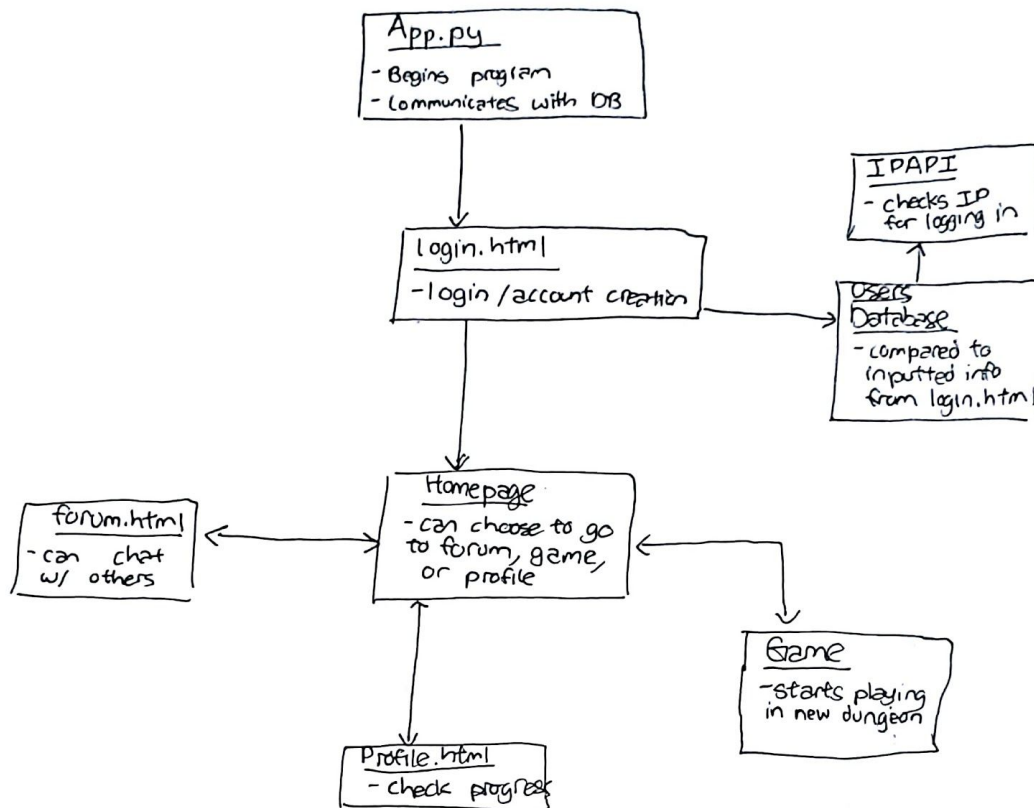 App.py
- Begins program
- Communicates with DB
IPAPI
- checks IP
for logging in
login.html
- login / account creation
Users
Database
- compared to
inputted info
from login.html
Homepage
- can choose to go
to forum, game,
or profile
forum.html
- can chat
w/ others
Game
- starts playing
in new dungeon
Profile.html
- check progress